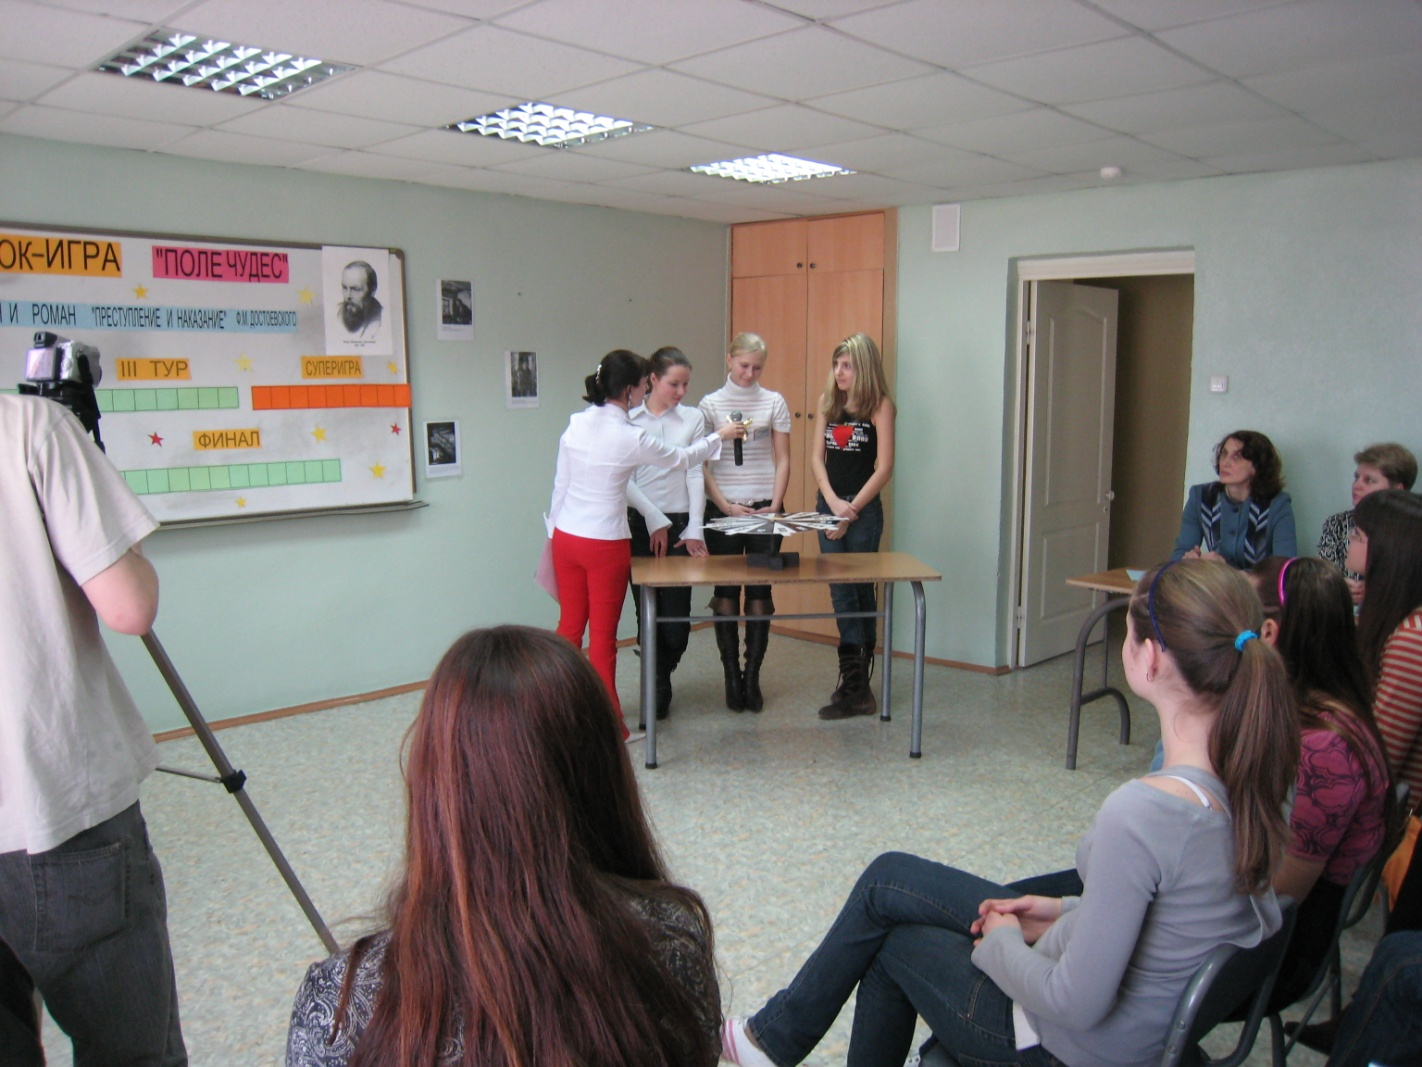 ОК-ИГРА "ПОЛЕ ЧУДЕС"
И РОМАН "ПРЕСТУПЛЕНИЕ И НАКАЗАНИЕ" Ф.М. ДОСТОЕВСКОГО
III ТУР
СУПЕРИГРА
ФИНАЛ